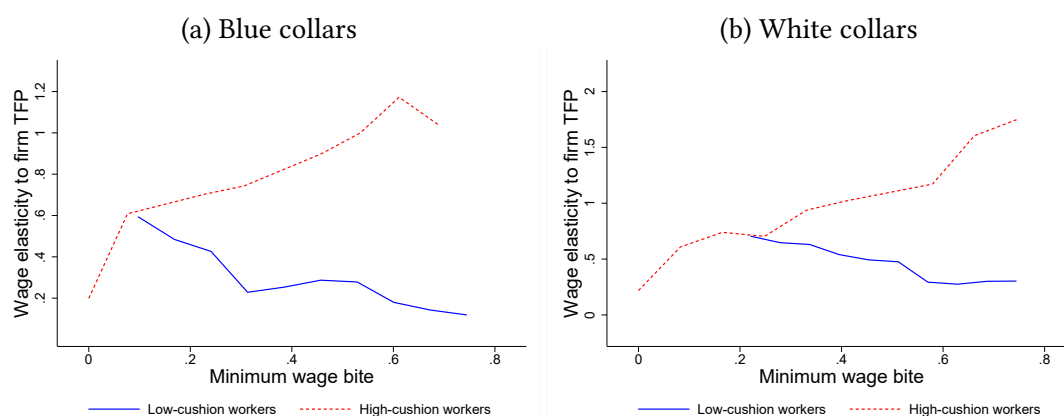 (a) Blue collars
Wage elasticity to firm TFP
1.2
1
.8
.6
.4
.2
0
.2
.4
.6
.8
Minimum wage bite
Low-cushion workers
High-cushion workers
(b) White collars
Wage elasticity to firm TFP
2
1.5
1
.5
0
0
.2
.4
.6
.8
Minimum wage bite
Low-cushion workers
High-cushion workers